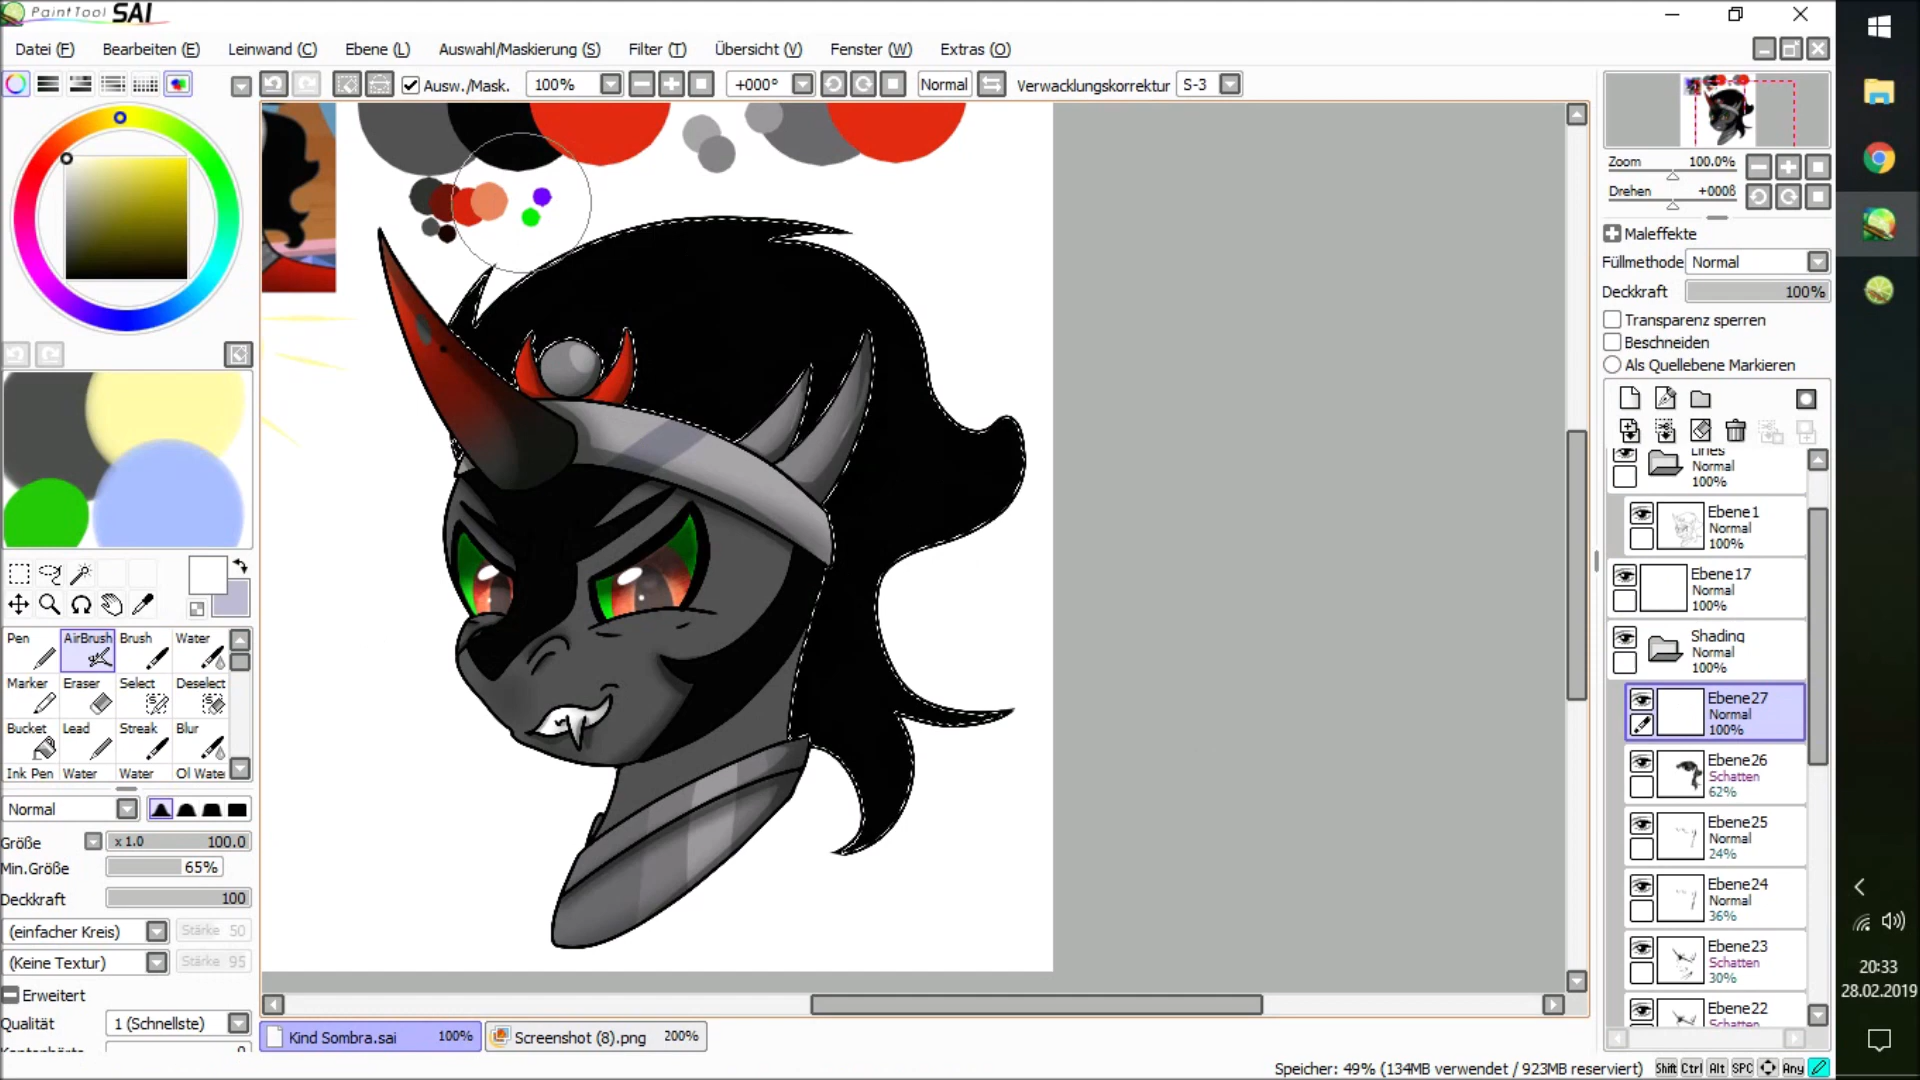 PaintTool SAI
Datei (F) Bearbeiten (E) Leinwand (C) Ebene (L) Auswahl/Maskierung (S) Filter (T) Übersicht (V) Fenster (W) Extras (O)
Ausw./Mask. 100% +000° Normal Verwacklungskorrektur S-3
Zoom 100.0%
Drehen +000ß
Maleffekte
Füllmethode Normal
Deckkraft 100%
Transparenz sperren
Beschneiden
Als Quellebene Markieren
Lines
Normal
100%
Ebene1
Normal
100%
Ebene17
Normal
100%
Shading
Normal
100%
Ebene27
Normal
100%
Ebene26
Schatten
62%
Ebene25
Normal
24%
Ebene24
Normal
36%
Ebene23
Schatten
30%
Ebene22
Schatten
Pen AirBrush Brush Water
Marker Eraser Select Deselect
Bucket Lead Streak Blur
Ink Pen Water Water Ol Wate
Normal
Größe x 1.0 100.0
Min.Größe 65%
Deckkraft 100
(einfacher Kreis) Stärke 50
(Keine Textur) Stärke 95
Erweitert
Qualität 1 (Schnellste)
Kind Sombra.sai 100% Screenshot (8).png 200%
Speicher: 49% (134MB verwendet / 923MB reserviert) Shift Ctrl Alt SPC Any
20:33
28.02.2019